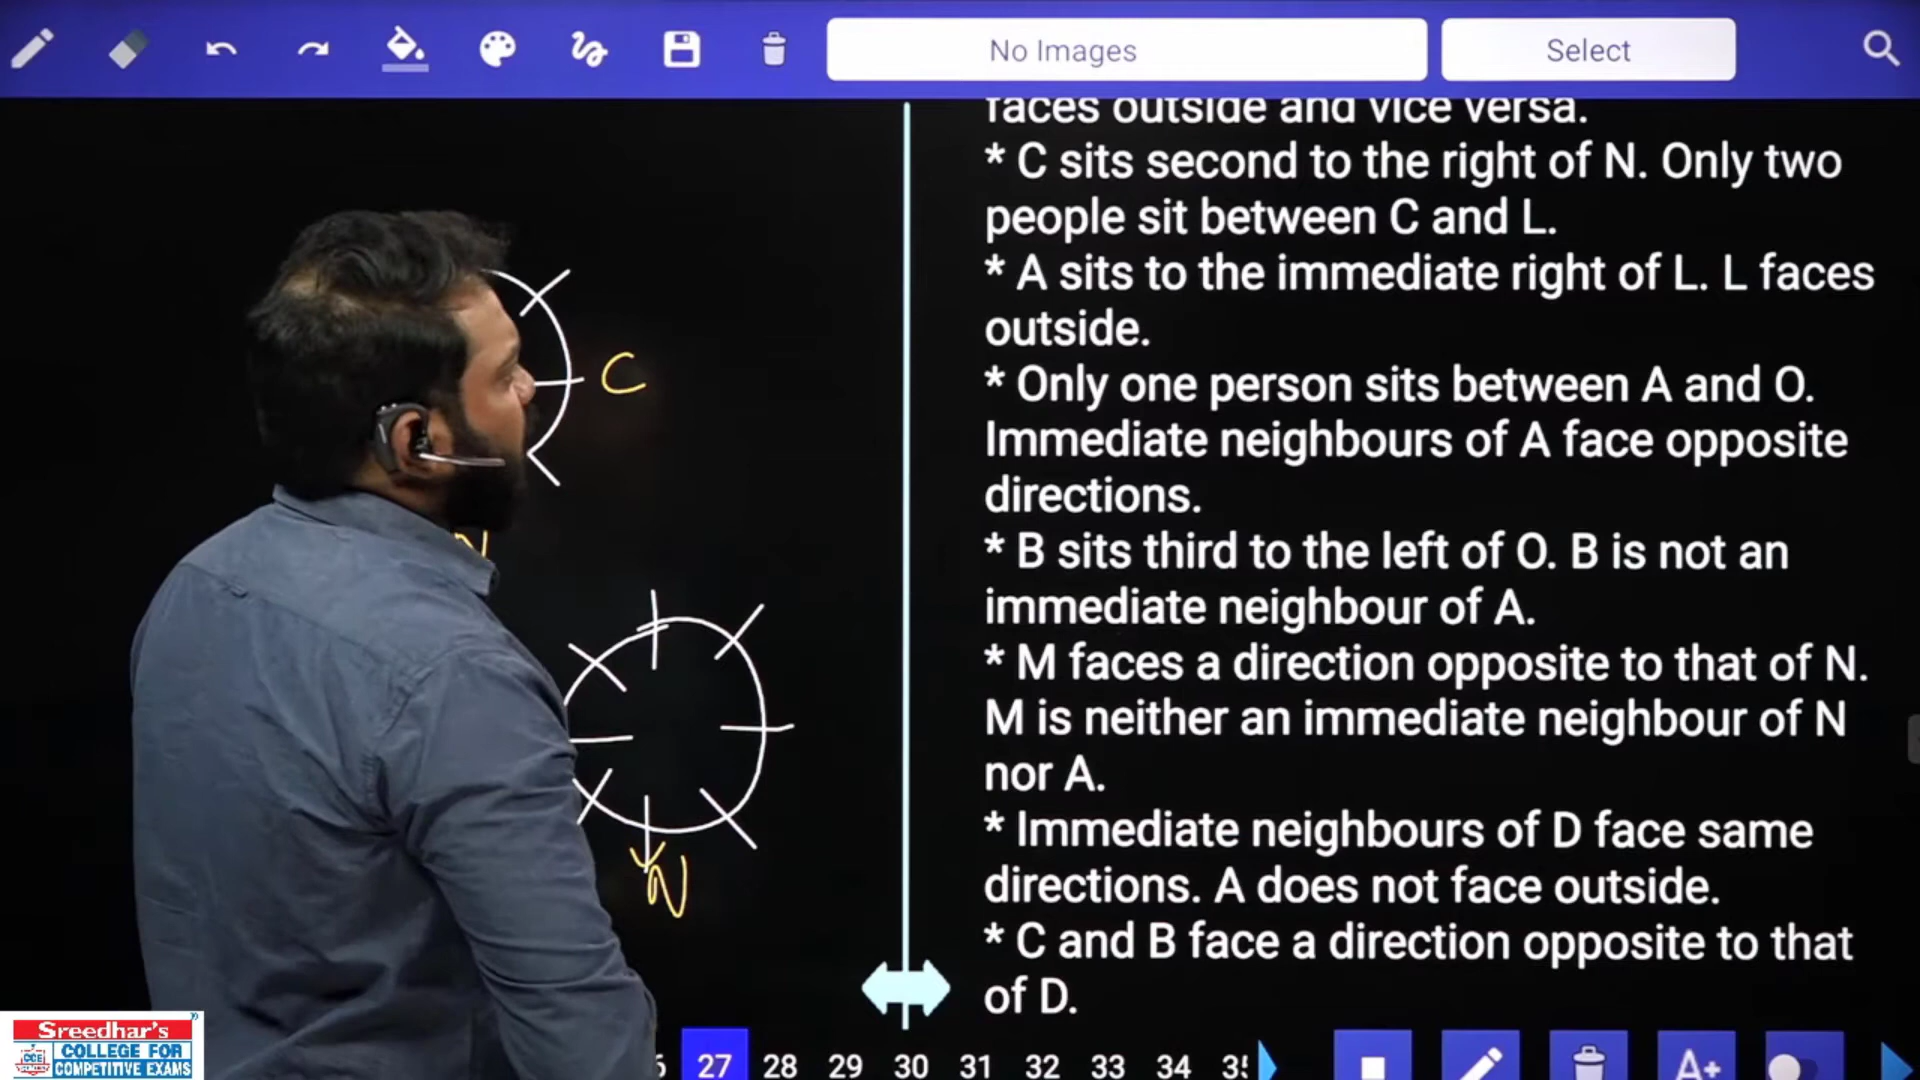 No Images
Select
faces outside and vice versa.
* C sits second to the right of N. Only two
people sit between C and L.
* A sits to the immediate right of L. L faces
outside.
* Only one person sits between A and O.
Immediate neighbours of A face opposite
directions.
* B sits third to the left of O. B is not an
immediate neighbour of A.
* M faces a direction opposite to that of N.
M is neither an immediate neighbour of N
nor A.
* Immediate neighbours of D face same
directions. A does not face outside.
* C and B face a direction opposite to that
of D.
C
N
N
27 28 29 30 31 32 33 34
A+
Sreedhar's
CCE
COLLEGE FOR
COMPETITIVE EXAMS